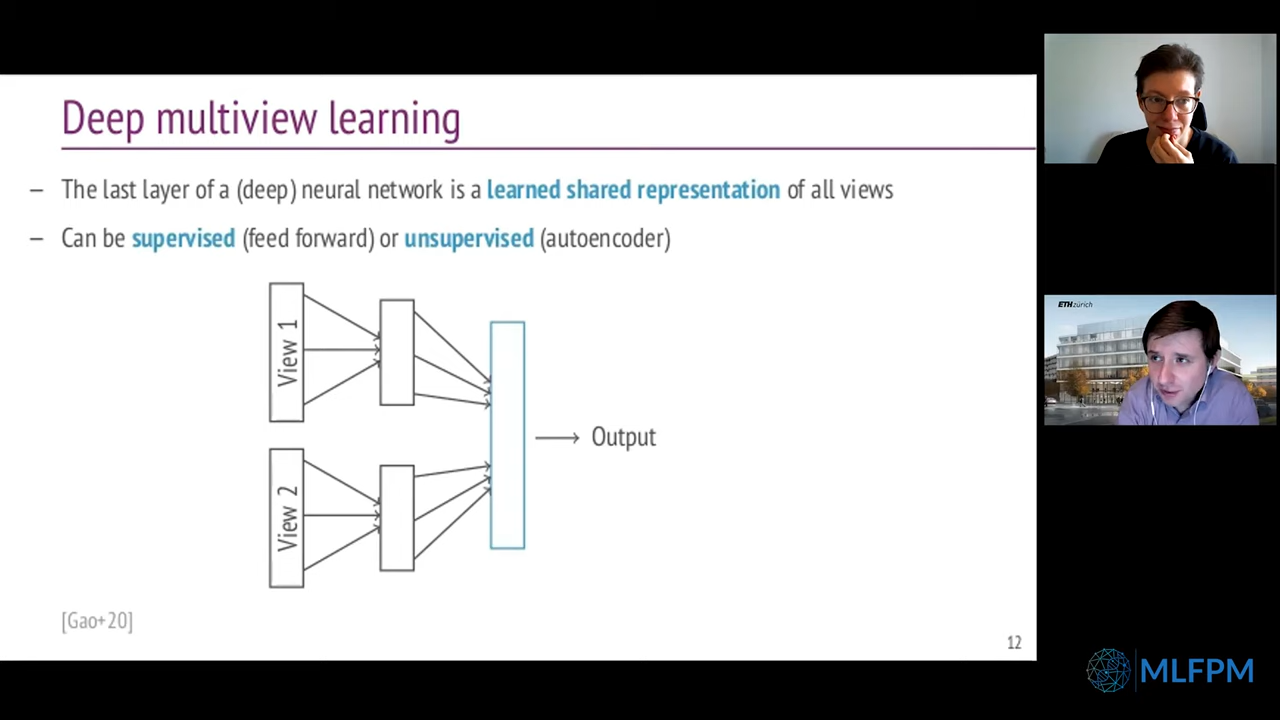 Deep multiview learning
– The last layer of a (deep) neural network is a learned shared representation of all views
– Can be supervised (feed forward) or unsupervised (autoencoder)
View 1
View 2
Output
[Gao+20]
12
ETH zürich
MLFPM